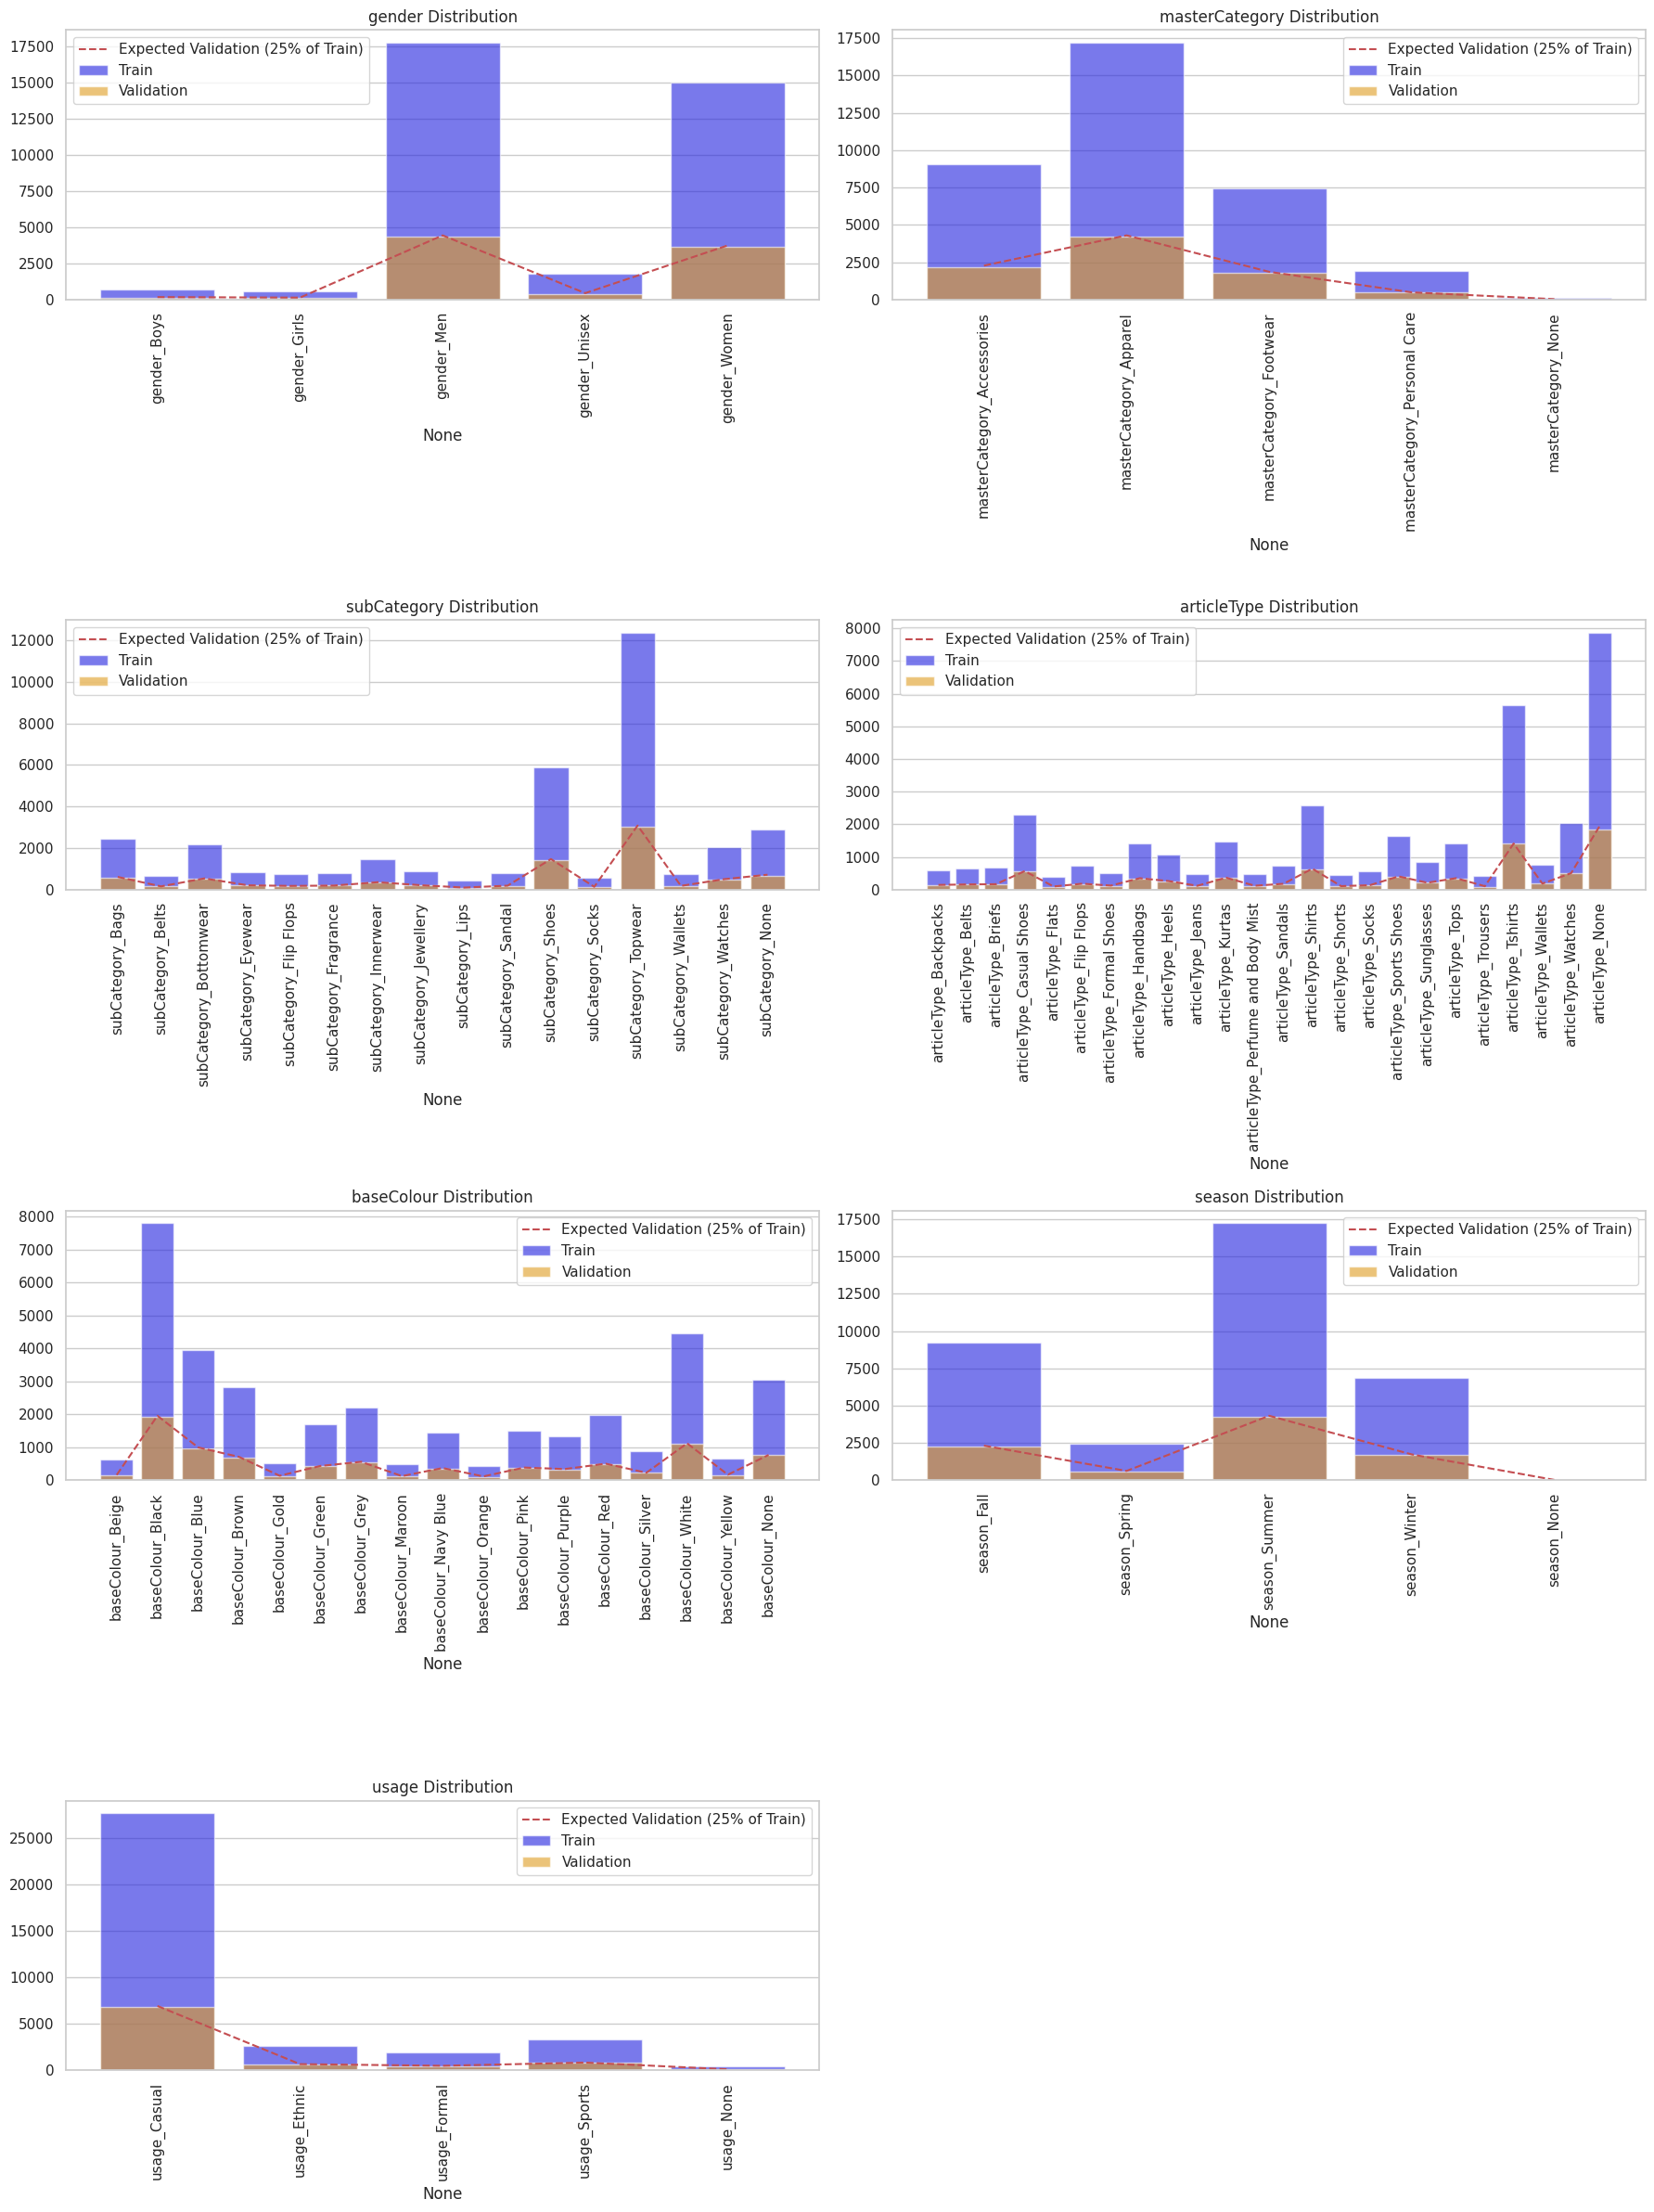 gender Distribution
Expected Validation (25% of Train)
Train
Validation
17500
15000
12500
10000
7500
5000
2500
0
gender_Boys
gender_Girls
gender_Men
gender_Unisex
gender_Women
None
masterCategory Distribution
Expected Validation (25% of Train)
Train
Validation
17500
15000
12500
10000
7500
5000
2500
0
masterCategory_Accessories
masterCategory_Apparel
masterCategory_Footwear
masterCategory_Personal Care
masterCategory_None
None
subCategory Distribution
Expected Validation (25% of Train)
Train
Validation
12000
10000
8000
6000
4000
2000
0
subCategory_Bags
subCategory_Belts
subCategory_Bottomwear
subCategory_Eyewear
subCategory_Flip Flops
subCategory_Fragrance
subCategory_Innerwear
subCategory_Jewellery
subCategory_Lips
subCategory_Sandal
subCategory_Shoes
subCategory_Socks
subCategory_Topwear
subCategory_Wallets
subCategory_Watches
subCategory_None
None
articleType Distribution
Expected Validation (25% of Train)
Train
Validation
8000
7000
6000
5000
4000
3000
2000
1000
0
articleType_Backpacks
articleType_Belts
articleType_Briefs
articleType_Casual Shoes
articleType_Flats
articleType_Flip Flops
articleType_Formal Shoes
articleType_Handbags
articleType_Heels
articleType_Jeans
articleType_Kurtas
articleType_Perfume and Body Mist
articleType_Sandals
articleType_Shirts
articleType_Shorts
articleType_Socks
articleType_Sports Shoes
articleType_Sunglasses
articleType_Tops
articleType_Trousers
articleType_Tshirts
articleType_Wallets
articleType_Watches
articleType_None
None
baseColour Distribution
Expected Validation (25% of Train)
Train
Validation
8000
7000
6000
5000
4000
3000
2000
1000
0
baseColour_Beige
baseColour_Black
baseColour_Blue
baseColour_Brown
baseColour_Gold
baseColour_Green
baseColour_Grey
baseColour_Maroon
baseColour_Navy Blue
baseColour_Orange
baseColour_Pink
baseColour_Purple
baseColour_Red
baseColour_Silver
baseColour_White
baseColour_Yellow
baseColour_None
None
season Distribution
Expected Validation (25% of Train)
Train
Validation
17500
15000
12500
10000
7500
5000
2500
0
season_Fall
season_Spring
season_Summer
season_Winter
season_None
None
usage Distribution
Expected Validation (25% of Train)
Train
Validation
25000
20000
15000
10000
5000
0
usage_Casual
usage_Ethnic
usage_Formal
usage_Sports
usage_None
None